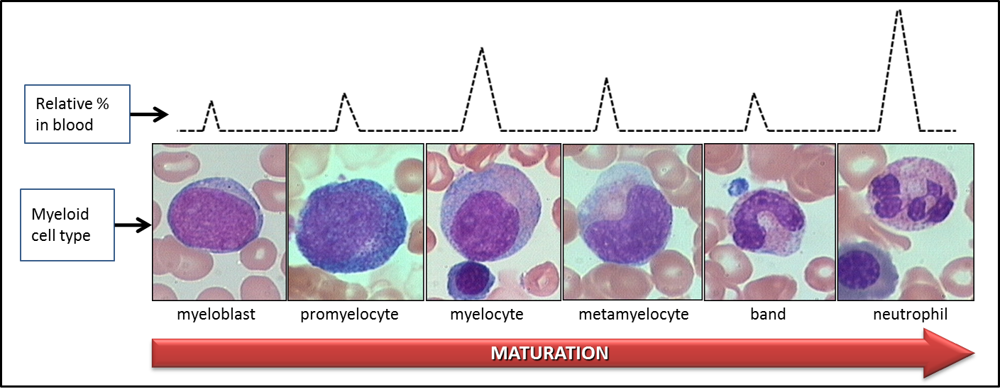 Relative %
in blood
Myeloid
cell type
myeloblast
promyelocyte
myelocyte
metamyelocyte
band
neutrophil
MATURATION